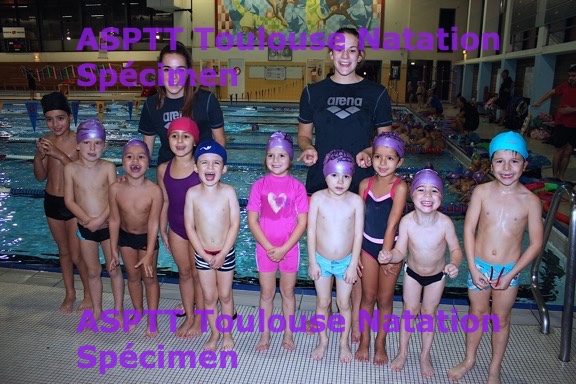 ASPTT Toulouse Natation
Spécimen
arena
arena
ASPTT Toulouse Natation
Spécimen